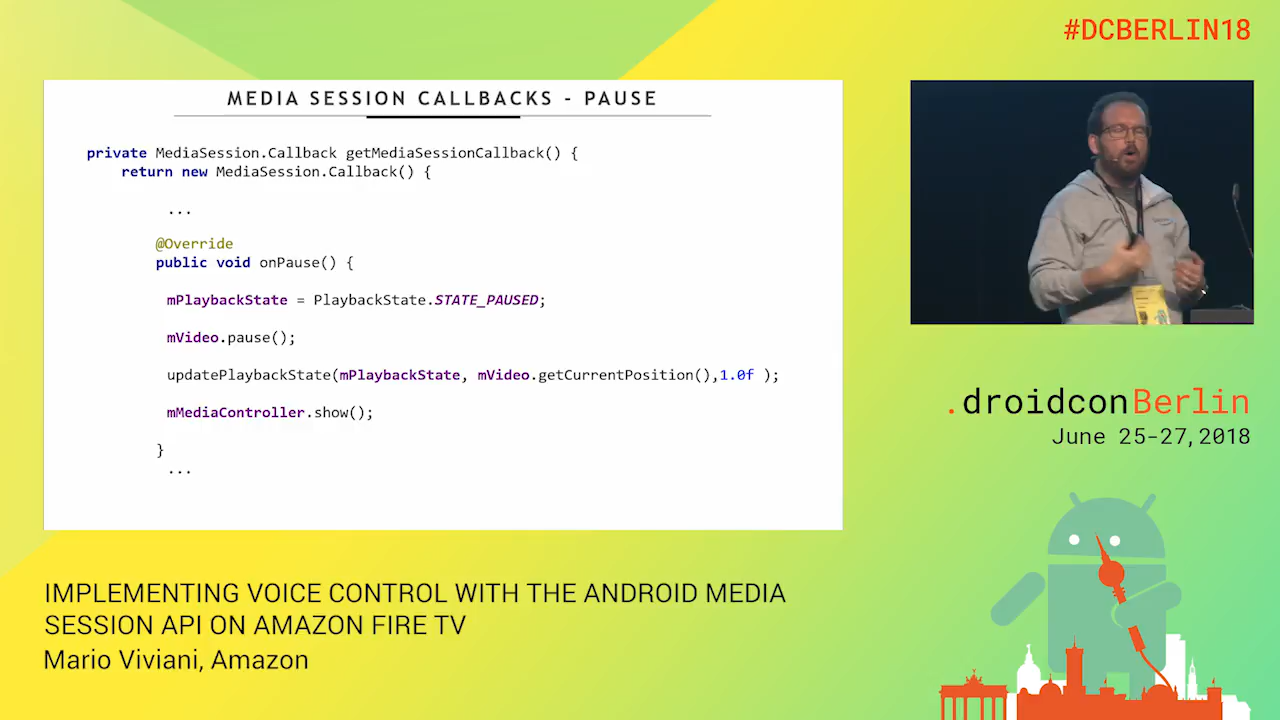 #DCBERLIN18
MEDIA SESSION CALLBACKS - PAUSE
private MediaSession.Callback getMediaSessionCallback() {
return new MediaSession.Callback() {
...
@Override
public void onPause() {
mPlaybackState = PlaybackState.STATE_PAUSED;
mVideo.pause();
updatePlaybackState(mPlaybackState, mVideo.getCurrentPosition(),1.0f );
mMediaController.show();
}
...
.droidconBerlin
June 25-27,2018
IMPLEMENTING VOICE CONTROL WITH THE ANDROID MEDIA
SESSION API ON AMAZON FIRE TV
Mario Viviani, Amazon